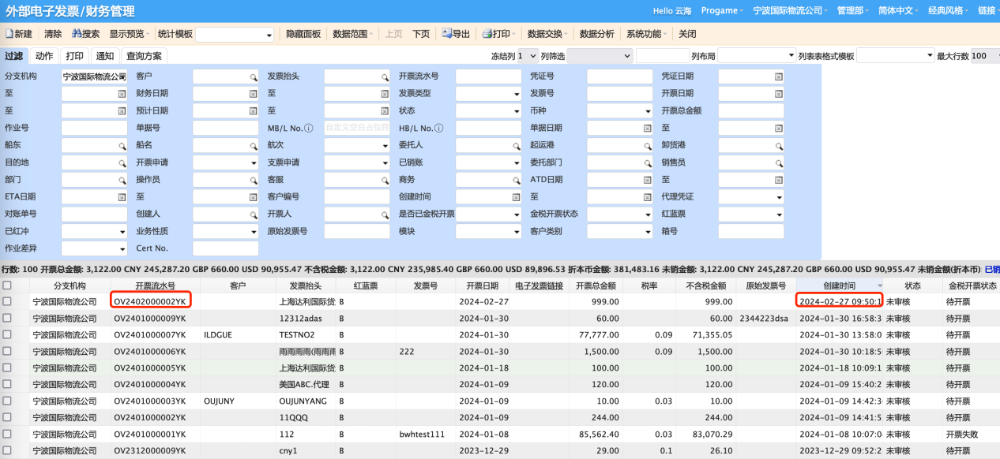 外部电子发票/财务管理 Hello 云海 Progame 宁波国际物流公司 管理部 简体中文 经典风格 链接
新建 清除 搜索 显示预览 统计模板 隐藏面板 数据范围 上页 下页 导出 打印 数据交换 数据分析 系统功能 关闭
过滤 动作 打印 通知 查询方案 冻结列 1 列筛选 列布局 列表表格式模板 最大行数 100
分支机构 宁波国际物流公司 客户 发票抬头 开票流水号 凭证号 凭证日期
至 财务日期 至 发票类型 发票号 开票日期
至 预计日期 至 状态 币种 开票总金额
作业号 单据号 MB/L No. 自定义空白占位符 HB/L No. 单据日期 至
船东 船名 航次 委托人 起运港 卸货港
目的地 开票申请 支票申请 已销账 委托部门 销售员
部门 操作员 客服 商务 ATD日期 至
ETA日期 至 客户编号 创建时间 至 代理凭证
对账单号 创建人 开票人 是否已金税开票 金税开票状态 红蓝票
已红冲 业务性质 原始发票号 模块 客户类别 箱号
作业差异 Cert No.
行数: 100 开票总金额: 3,122.00 CNY 245,287.20 GBP 660.00 USD 90,955.47 不含税金额: 3,122.00 CNY 235,985.40 GBP 660.00 USD 89,896.53 折本币金额: 381,483.16 未销金额: 3,122.00 CNY 245,287.20 GBP 660.00 USD 90,955.47 未销金额(折本币) 已销
分支机构 开票流水号 客户 发票抬头 红蓝票 发票号 开票日期 电子发票链接 开票总金额 税率 不含税金额 原始发票号 创建时间 状态 金税开票状态
宁波国际物流公司 OV2402000002YK 上海达利国际货 B 2024-02-27 999.00 999.00 2024-02-27 09:50:1 未审核 待开票
宁波国际物流公司 OV2401000009YK 12312adas B 2024-01-30 60.00 60.00 2344223dsa 2024-01-30 16:58:3 未审核 待开票
宁波国际物流公司 OV2401000007YK ILDGUE TESTNO2 B 2024-01-30 77,777.00 0.09 71,355.05 2024-01-30 13:58:0 未审核 待开票
宁波国际物流公司 OV2401000006YK 雨雨雨雨(雨雨雨 B 222 2024-01-30 1,500.00 0.09 1,500.00 2024-01-30 10:18:5 未审核 待开票
宁波国际物流公司 OV2401000005YK 上海达利国际货 B 2024-01-18 100.00 100.00 2024-01-18 10:09:1 未审核 待开票
宁波国际物流公司 OV2401000004YK 美国ABC.代理 B 2024-01-09 120.00 120.00 2024-01-09 15:40:2 未审核 待开票
宁波国际物流公司 OV2401000003YK OUJUNY OUJUNYANG B 2024-01-09 10.00 0.03 10.00 2024-01-09 14:42:3 未审核 待开票
宁波国际物流公司 OV2401000002YK 11QQQ B 2024-01-09 244.00 244.00 2024-01-09 14:41:5 未审核 待开票
宁波国际物流公司 OV2401000001YK 112 B bwhtest111 2024-01-08 85,562.40 0.03 83,070.29 2024-01-08 10:07:0 未审核 开票失败
宁波国际物流公司 OV2312000009YK cny1 B 2023-12-29 29.00 0.1 26.10 2023-12-29 09:52:2 未审核 待开票